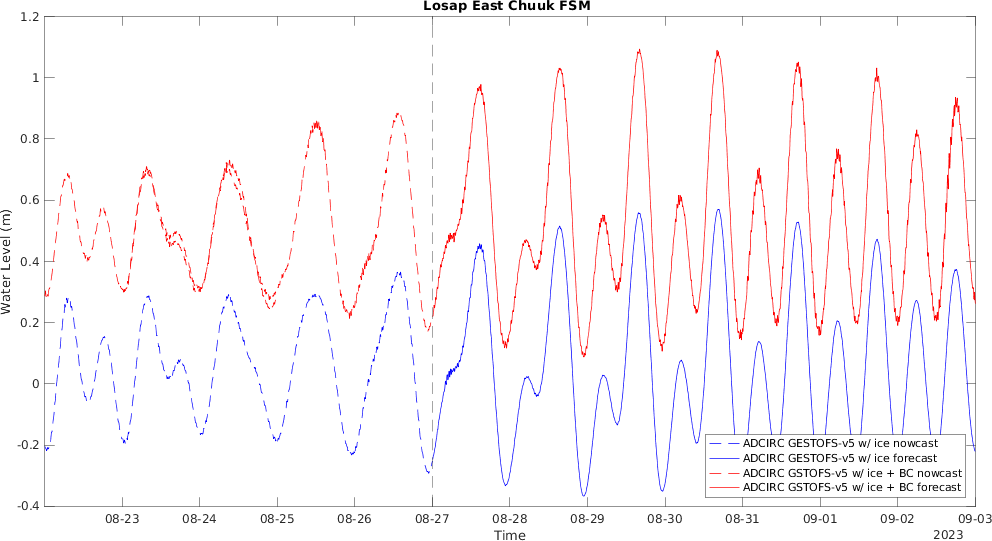 Losap East Chuuk FSM
1.2
1
0.8
0.6
0.4
0.2
0
-0.2
-0.4
Water Level (m)
ADCIRC GESTOFS-v5 w/ ice nowcast
ADCIRC GESTOFS-v5 w/ ice forecast
ADCIRC GSTOFS-v5 w/ ice + BC nowcast
ADCIRC GSTOFS-v5 w/ ice + BC forecast
08-23 08-24 08-25 08-26 08-27 08-28 08-29 08-30 08-31 09-01 09-02 09-03
Time
2023